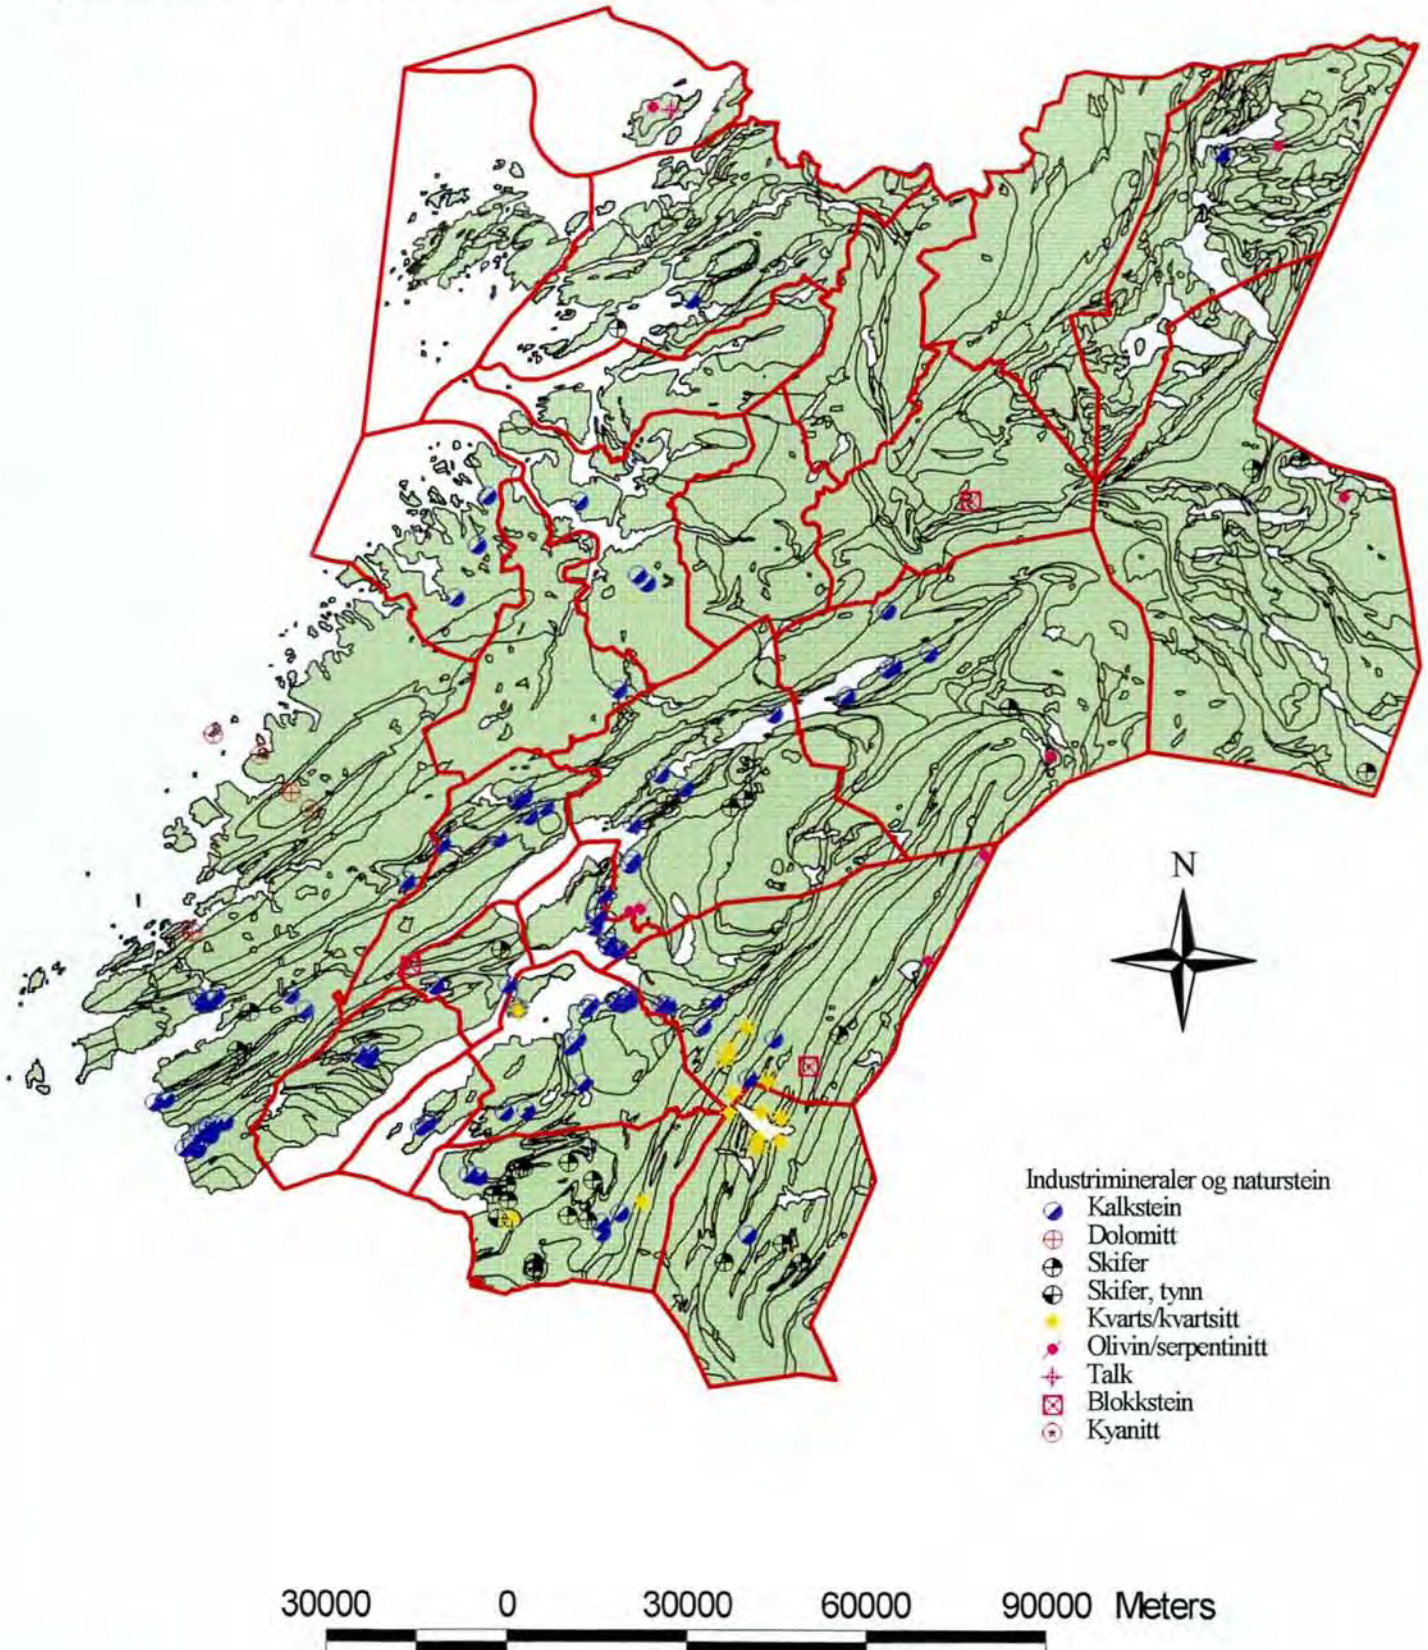 N
Industrimineraler og naturstein
Kalkstein
Dolomitt
Skifer
Skifer, tynn
Kvarts/kvartsitt
Olivin/serpentinitt
Talk
Blokkstein
Kyanitt
30000 0 30000 60000 90000 Meters